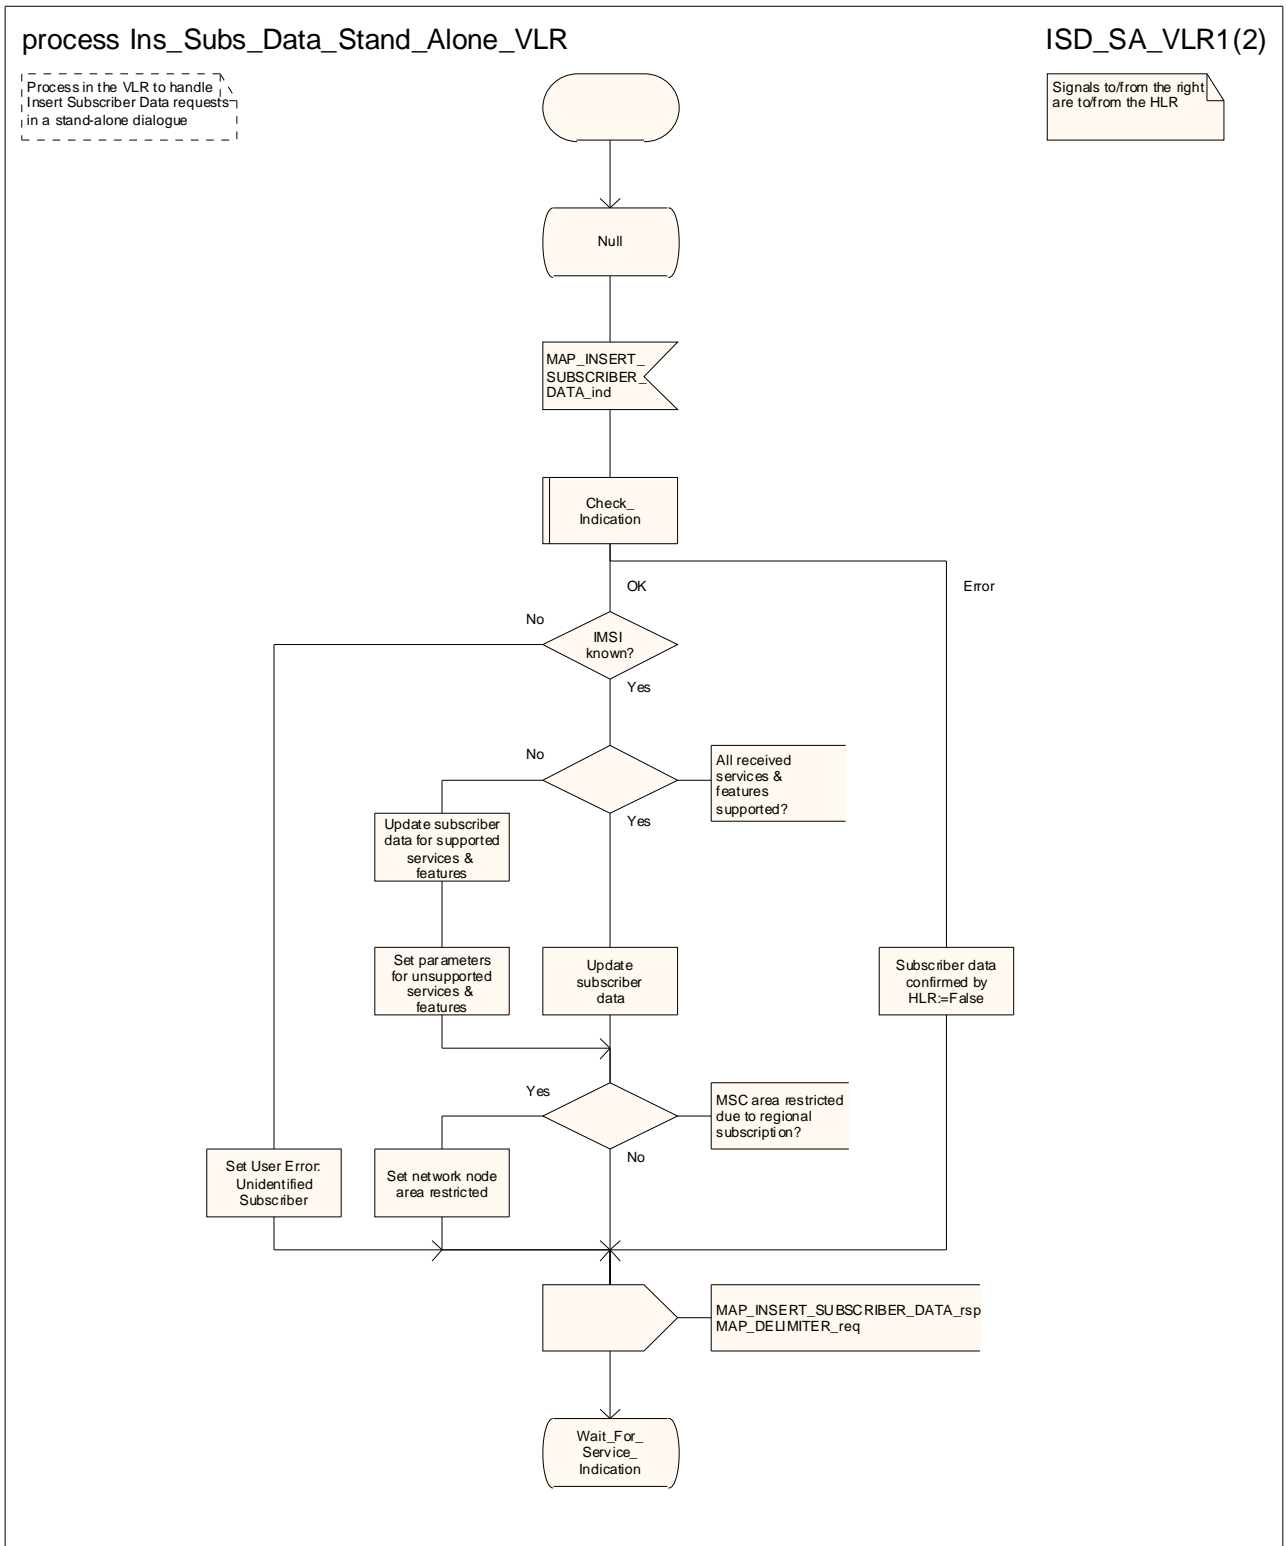 process Ins_Subs_Data_Stand_Alone_VLR
ISD_SA_VLR1(2)
Process in the VLR to handle
Insert Subscriber Data requests
in a stand-alone dialogue
Signals to/from the right
are to/from the HLR
Null
MAP_INSERT_
SUBSCRIBER_
DATA_ind
Check_
Indication
OK
Error
No
IMSI
known?
Yes
No
All received
services &
features
supported?
Yes
Update subscriber
data for supported
services &
features
Set parameters
for unsupported
services &
features
Update
subscriber
data
Subscriber data
confirmed by
HLR:=False
Yes
MSC area restricted
due to regional
subscription?
No
Set User Error:
Unidentified
Subscriber
Set network node
area restricted
MAP_INSERT_SUBSCRIBER_DATA_rsp
MAP_DELIMITER_req
Wait_For_
Service_
Indication